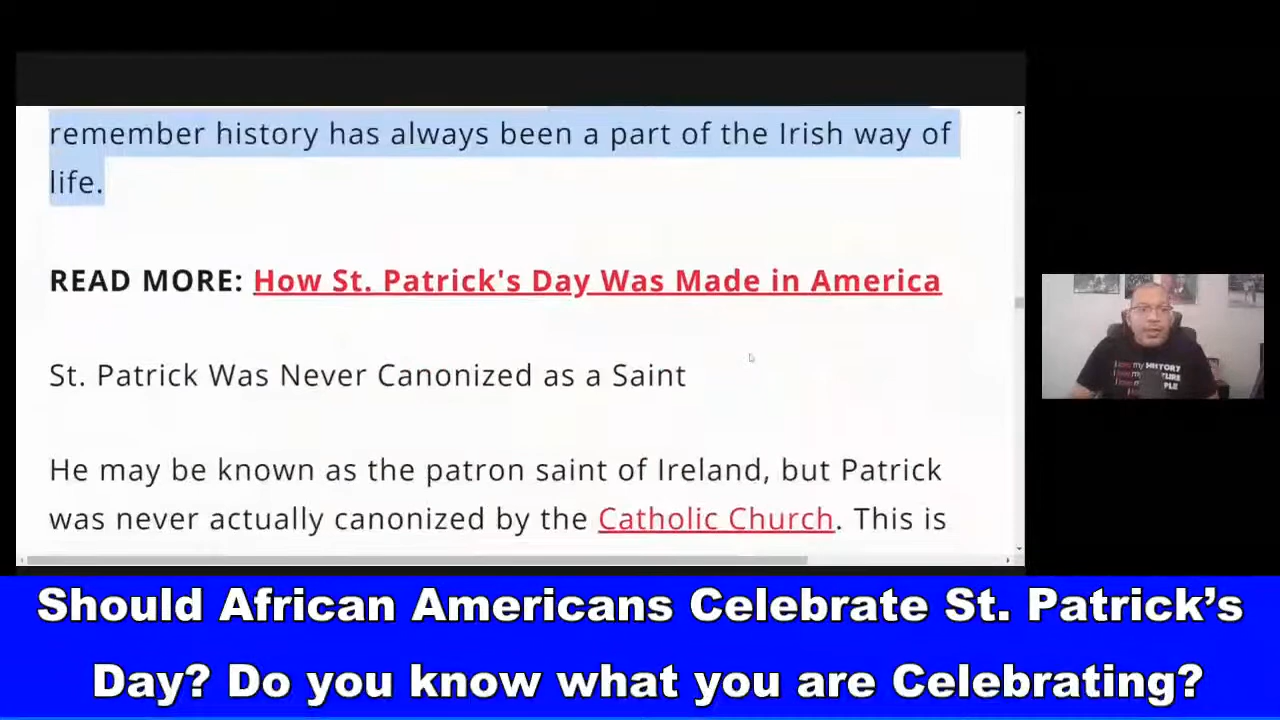 remember history has always been a part of the Irish way of
life.
READ MORE: How St. Patrick's Day Was Made in America
St. Patrick Was Never Canonized as a Saint
He may be known as the patron saint of Ireland, but Patrick
was never actually canonized by the Catholic Church. This is
my HISTORY
Should African Americans Celebrate St. Patrick’s
Day? Do you know what you are Celebrating?